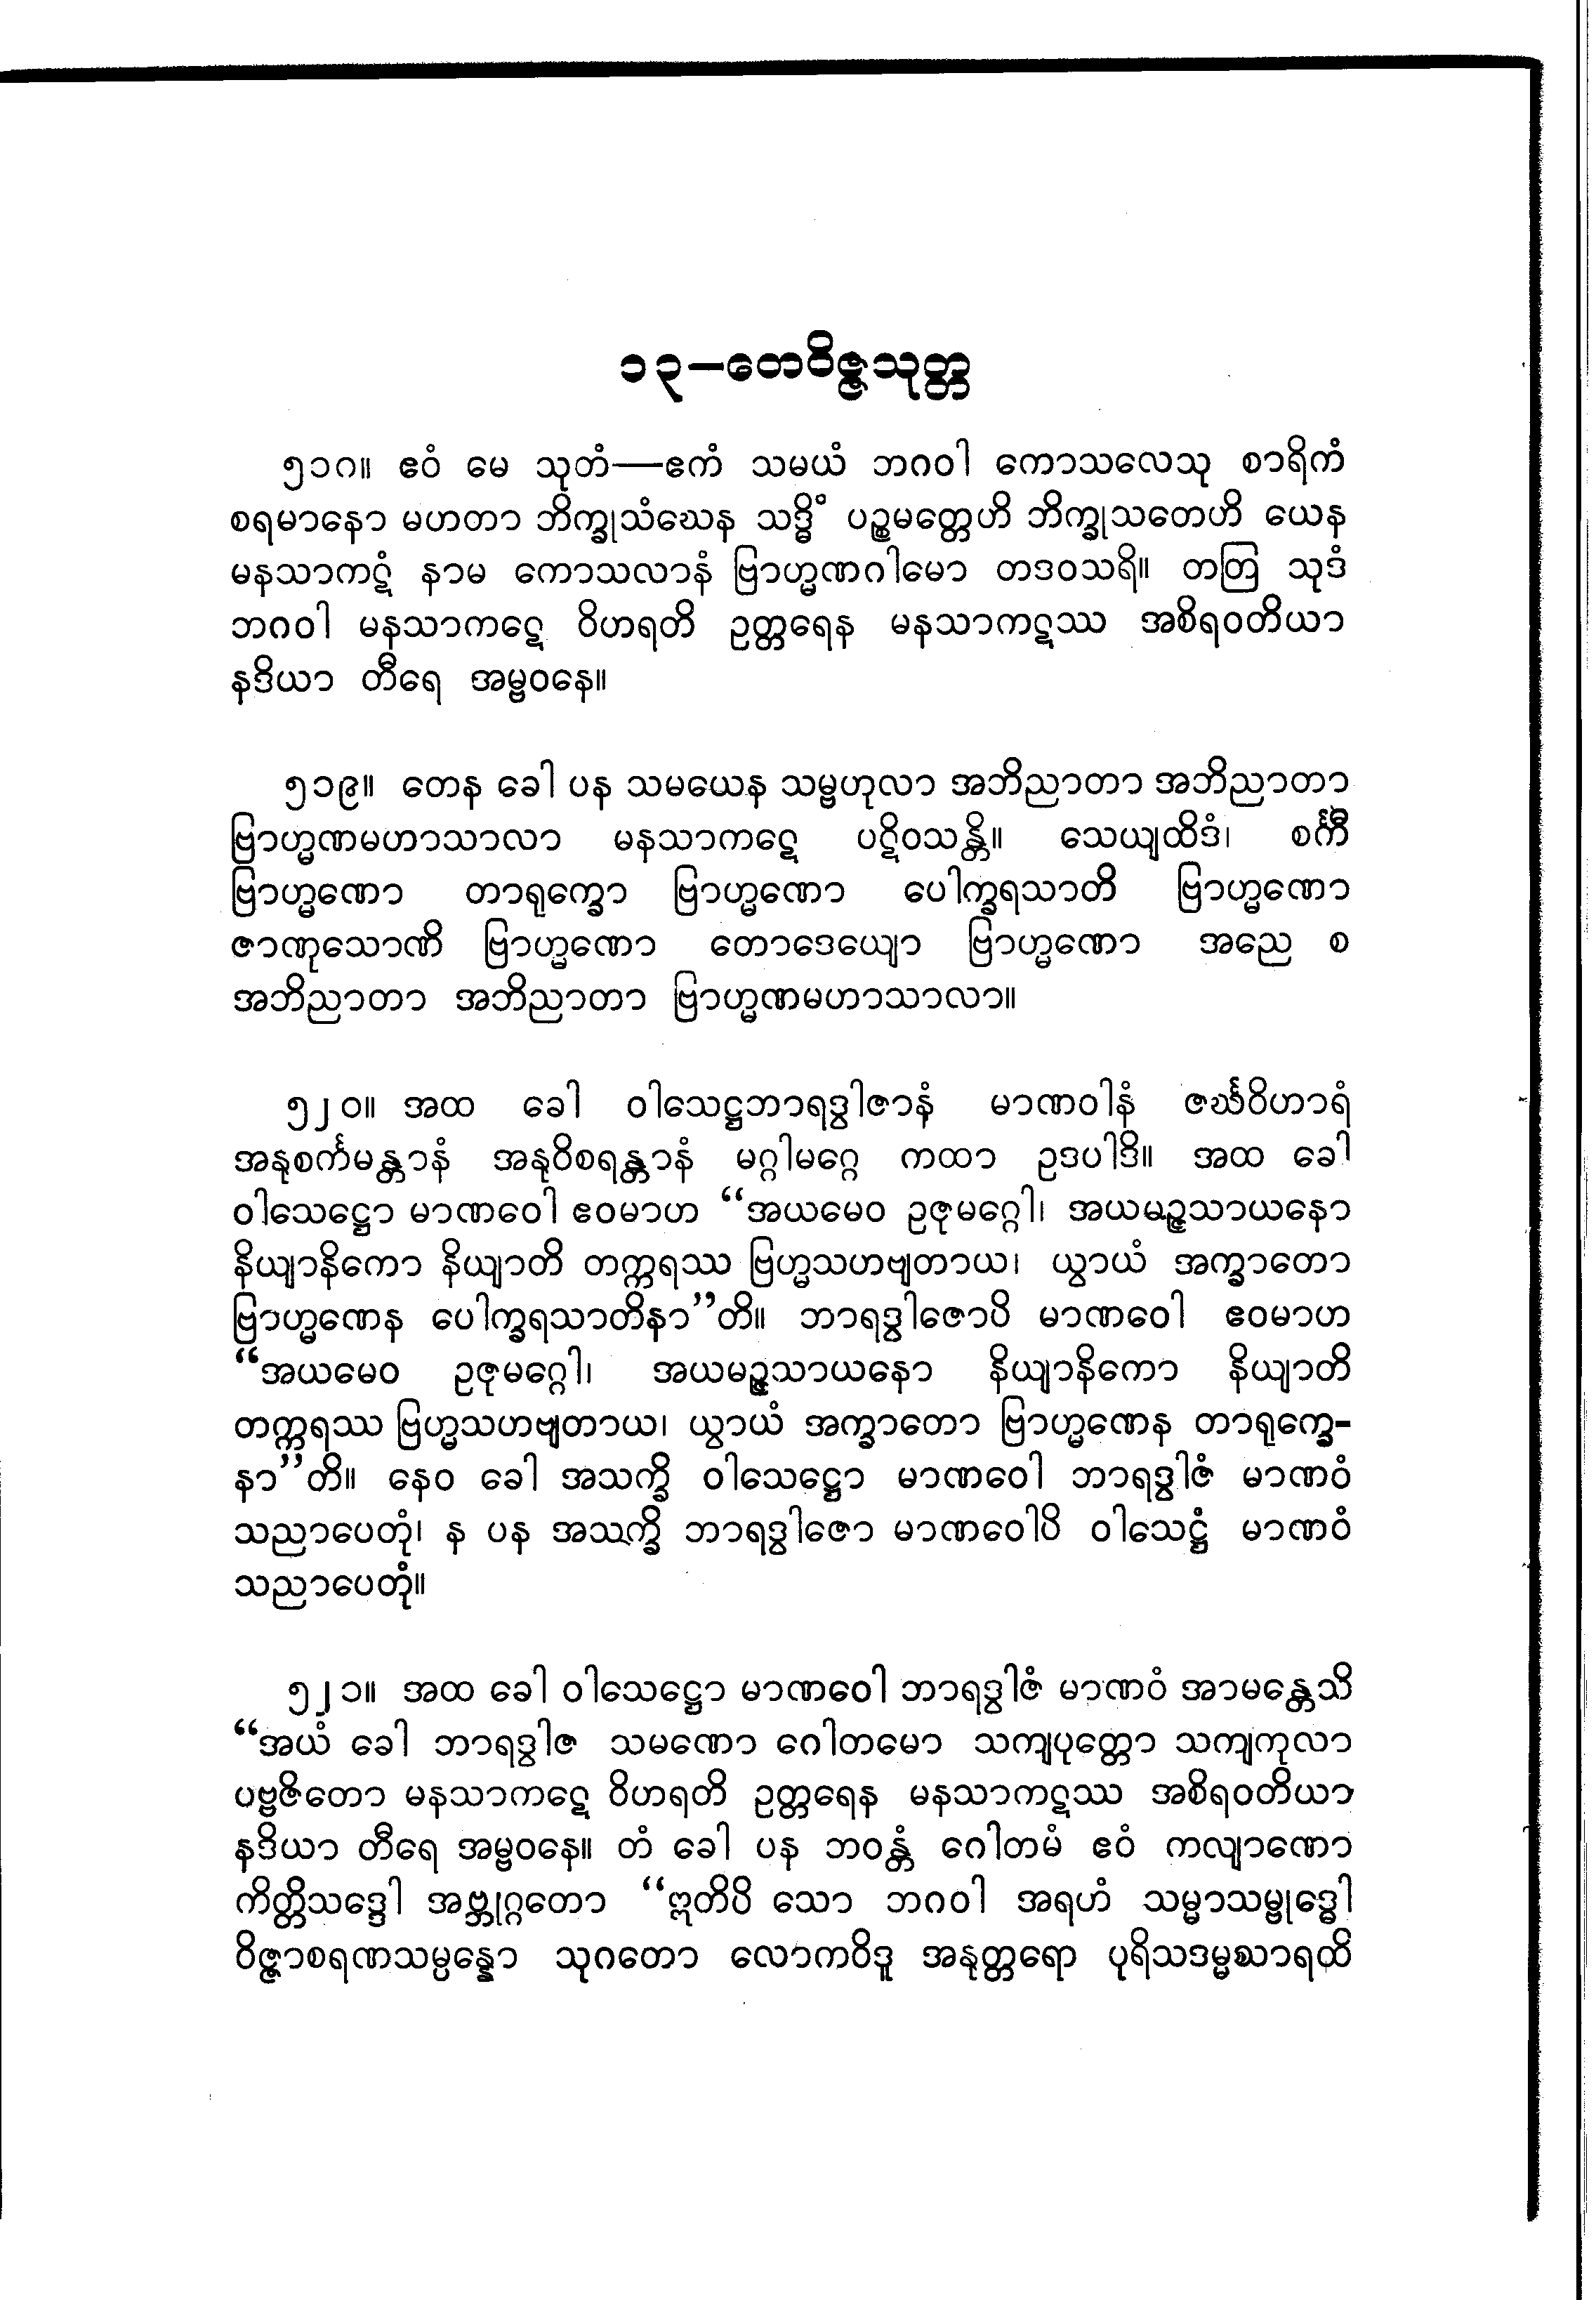 ၁၃–တေဝိဇ္ဇသုတ္တ
၅၁၈။ ဧဝံ မေ သုတံ—ဧကံ သမယံ ဘဂဝါ ကောသလေသု စာရိကံ
စရမာနော မဟတာ ဘိက္ခုသံဃေန သဒ္ဓိံ ပဉ္စမတ္တေဟိ ဘိက္ခုသတေဟိ ယေန
မနသာကဋံ နာမ ကောသလာနံ ဗြာဟ္မဏဂါမော တဒဝသရိ။ တတြ သုဒံ
ဘဂဝါ မနသာကဋေ ဝိဟရတိ ဥတ္တရေန မနသာကဋဿ အစိရဝတိယာ
နဒိယာ တီရေ အမ္ဗဝနေ။
၅၁၉။ တေန ခေါ ပန သမယေန သမ္ဗဟုလာ အဘိညာတာ အဘိညာတာ
ဗြာဟ္မဏမဟာသာလာ မနသာကဋေ ပဋိဝသန္တိ။ သေယျထိဒံ၊ စင်္ကီ
ဗြာဟ္မဏော တာရုက္ခော ဗြာဟ္မဏော ပေါက္ခရသာတိ ဗြာဟ္မဏော
ဇာဏုသောဏိ ဗြာဟ္မဏော တောဒေယျော ဗြာဟ္မဏော အညေ စ
အဘိညာတာ အဘိညာတာ ဗြာဟ္မဏမဟာသာလာ။
၅၂၀။ အထ ခေါ ဝါသေဋ္ဌဘာရဒွါဇာနံ မာဏဝါနံ ဇင်္ဃဝိဟာရံ
အနုစင်္ကမန္တာနံ အနုဝိစရန္တာနံ မဂ္ဂါမဂ္ဂေ ကထာ ဥဒပါဒိ။ အထ ခေါ
ဝါသေဋ္ဌော မာဏဝေါ ဧဝမာဟ “အယမေဝ ဥဇုမဂ္ဂေါ၊ အယမဉ္ဇသာယနော
နိယျာနိကော နိယျာတိ တက္ကရဿ ဗြဟ္မသဟဗျတာယ၊ ယွာယံ အက္ခာတော
ဗြာဟ္မဏေန ပေါက္ခရသာတိနာ”တိ။ ဘာရဒွါဇောပိ မာဏဝေါ ဧဝမာဟ
“အယမေဝ ဥဇုမဂ္ဂေါ၊ အယမဉ္ဇသာယနော နိယျာနိကော နိယျာတိ
တက္ကရဿ ဗြဟ္မသဟဗျတာယ၊ ယွာယံ အက္ခာတော ဗြာဟ္မဏေန တာရုက္ခေ-
နာ”တိ။ နေဝ ခေါ အသက္ခိ ဝါသေဋ္ဌော မာဏဝေါ ဘာရဒွါဇံ မာဏဝံ
သညာပေတုံ၊ န ပန အသက္ခိ ဘာရဒွါဇော မာဏဝေါပိ ဝါသေဋ္ဌံ မာဏဝံ
သညာပေတုံ။
၅၂၁။ အထ ခေါ ဝါသေဋ္ဌော မာဏဝေါ ဘာရဒွါဇံ မာဏဝံ အာမန္တေသိ
“အယံ ခေါ ဘာရဒွါဇ သမဏော ဂေါတမော သကျပုတ္တော သကျကုလာ
ပဗ္ဗဇိတော မနသာကဋေ ဝိဟရတိ ဥတ္တရေန မနသာကဋဿ အစိရဝတိယာ
နဒိယာ တီရေ အမ္ဗဝနေ။ တံ ခေါ ပန ဘဝန္တံ ဂေါတမံ ဧဝံ ကလျာဏော
ကိတ္တိသဒ္ဒေါ အဗ္ဘုဂ္ဂတော “ဣတိပိ သော ဘဂဝါ အရဟံ သမ္မာသမ္ဗုဒ္ဓေါ
ဝိဇ္ဇာစရဏသမ္ပန္နော သုဂတော လောကဝိဒူ အနုတ္တရော ပုရိသဒမ္မသာရထိ